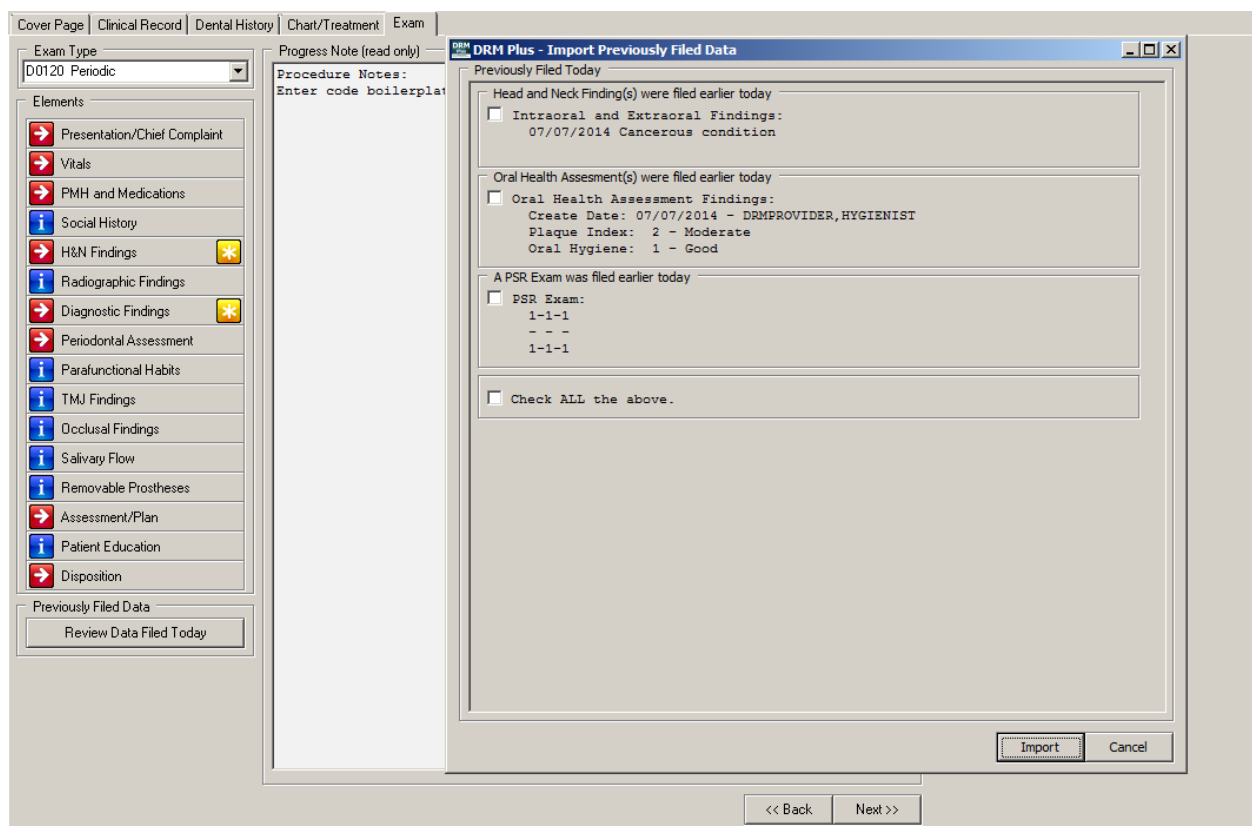 Cover Page Clinical Record Dental History Chart/Treatment Exam
Exam Type
D0120 Periodic
Elements
Presentation/Chief Complaint
Vitals
PMH and Medications
Social History
H&N Findings
Radiographic Findings
Diagnostic Findings
Periodontal Assessment
Parafunctional Habits
TMJ Findings
Occlusal Findings
Salivary Flow
Removable Prostheses
Assessment/Plan
Patient Education
Disposition
Previously Filed Data
Review Data Filed Today
Progress Note (read only)
Procedure Notes:
Enter code boilerplat
DRM Plus - Import Previously Filed Data
Previously Filed Today
Head and Neck Finding(s) were filed earlier today
Intraoral and Extraoral Findings:
07/07/2014 Cancerous condition
Oral Health Assesment(s) were filed earlier today
Oral Health Assessment Findings:
Create Date: 07/07/2014 - DRMPROVIDER,HYGIENIST
Plaque Index: 2 - Moderate
Oral Hygiene: 1 - Good
A PSR Exam was filed earlier today
PSR Exam:
1-1-1
- - -
1-1-1
Check ALL the above.
Import Cancel
<< Back Next >>